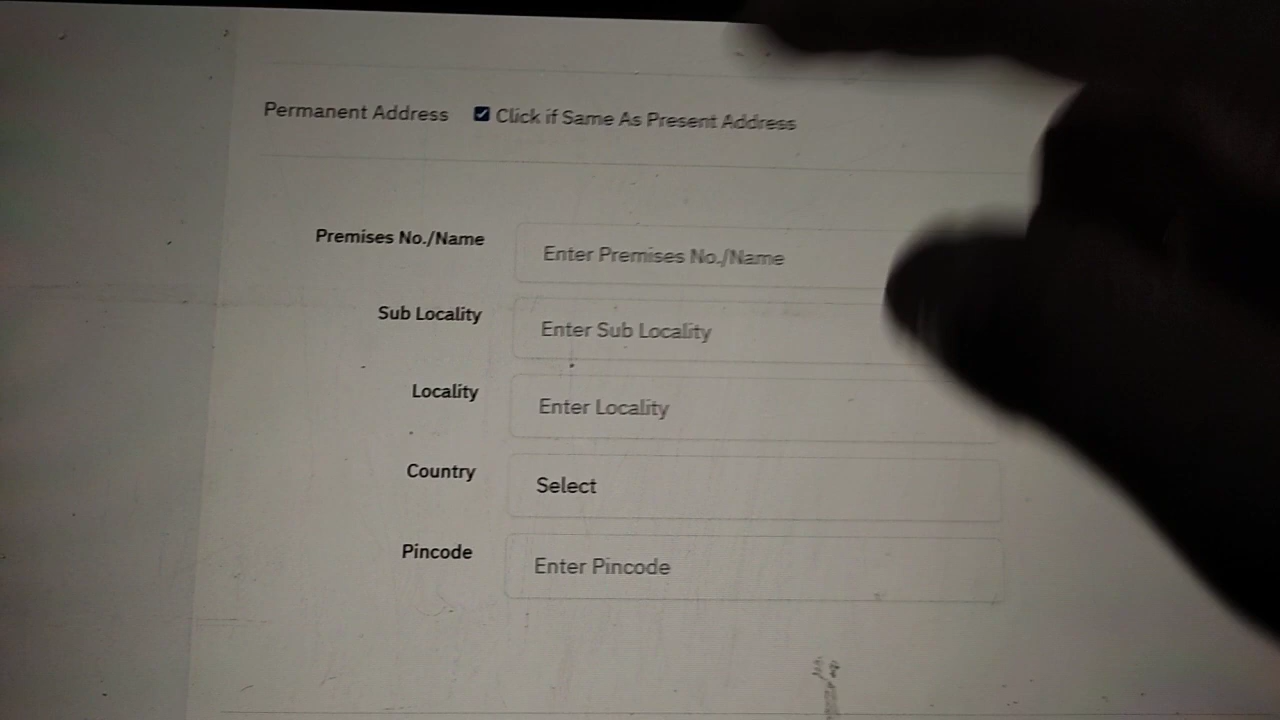 Permanent Address Click if Same As Present Address
Premises No./Name Enter Premises No./Name
Sub Locality Enter Sub Locality
Locality Enter Locality
Country Select
Pincode Enter Pincode